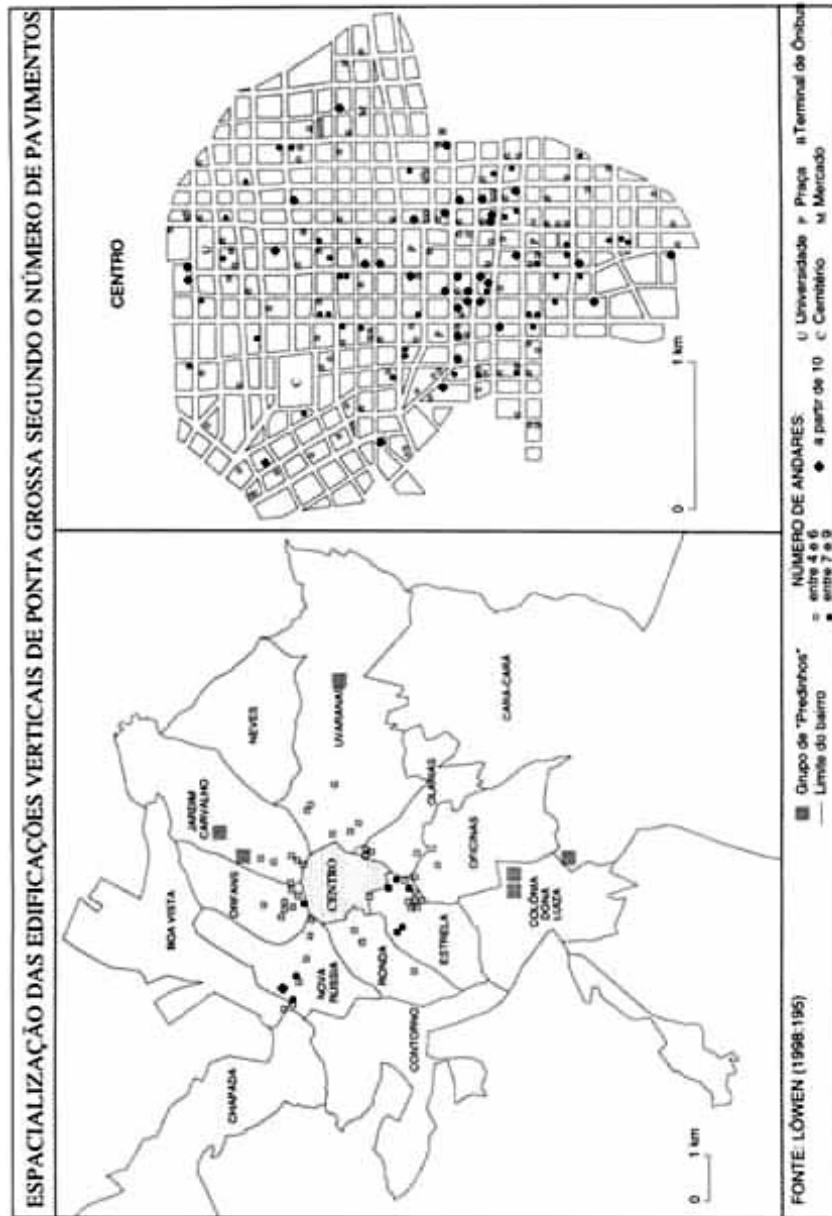 ESPACIALIZAÇÃO DAS EDIFICAÇÕES VERTICAIS DE PONTA GROSSA SEGUNDO O NÚMERO DE PAVIMENTOS
CHAPADA
BOA VISTA
NOVA
RÚSSIA
ORFANS
JARDIM
CARVALHO
NEVES
UVARANAS
CENTRO
RONDA
CONTORNO
ESTRELA
OLARIAS
OFICINAS
CARA-CARÁ
COLÔNIA
DONA
LUIZA
0 1 km
CENTRO
U
C
P
M
0 1 km
FONTE: LÖWEN (1998:195)
Grupo de "Predinhos"
Limite do bairro
NÚMERO DE ANDARES:
entre 4 e 6
entre 7 e 9
a partir de 10
U Universidade
C Cemitério
P Praça
M Mercado
B Terminal de Ônibus